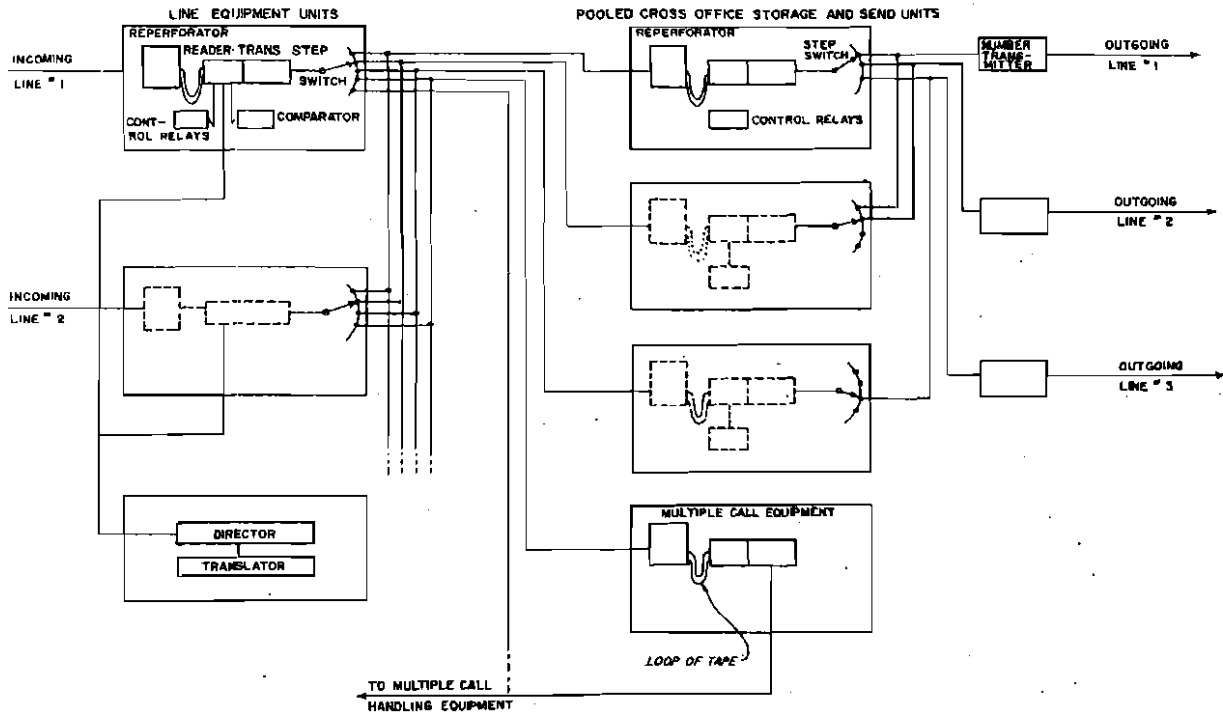 LINE EQUIPMENT UNITS
POOLED CROSS OFFICE STORAGE AND SEND UNITS
REPERFORATOR
READER-TRANS STEP
SWITCH
CONT-
ROL RELAYS
COMPARATOR
INCOMING
LINE #1
REPERFORATOR
STEP
SWITCH
CONTROL RELAYS
NUMBER
TRANS-
MITTER
OUTGOING
LINE #1
OUTGOING
LINE #2
INCOMING
LINE #2
OUTGOING
LINE #3
DIRECTOR
TRANSLATOR
MULTIPLE CALL EQUIPMENT
LOOP OF TAPE
TO MULTIPLE CALL
HANDLING EQUIPMENT